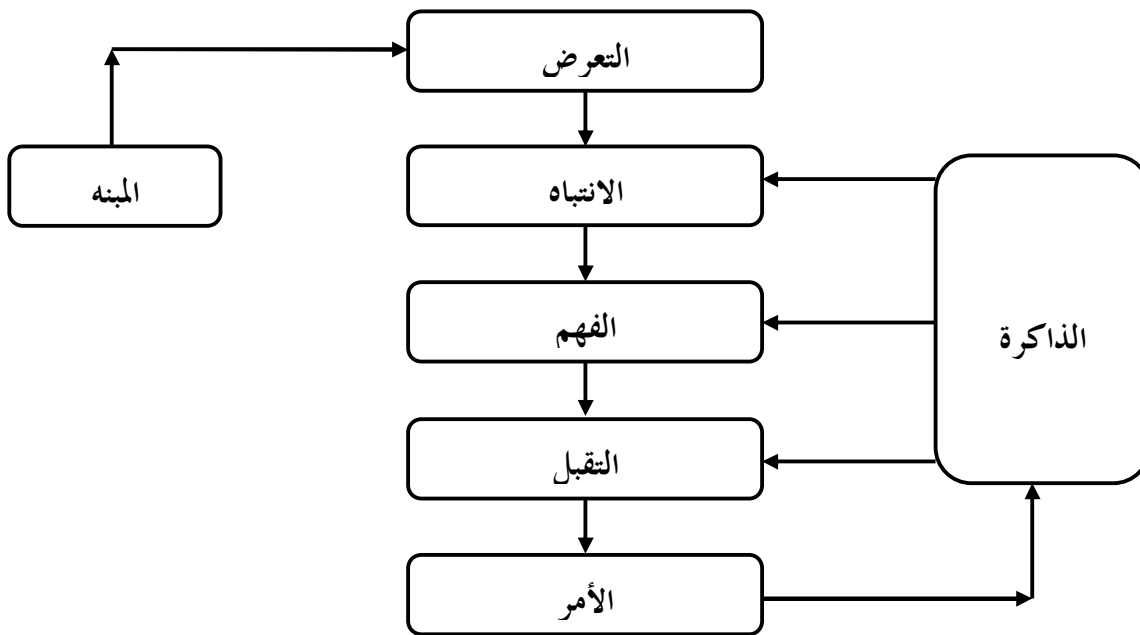 التعرض
المبنه
الانتباه
الفهم
الذاكرة
التقبل
الأمر